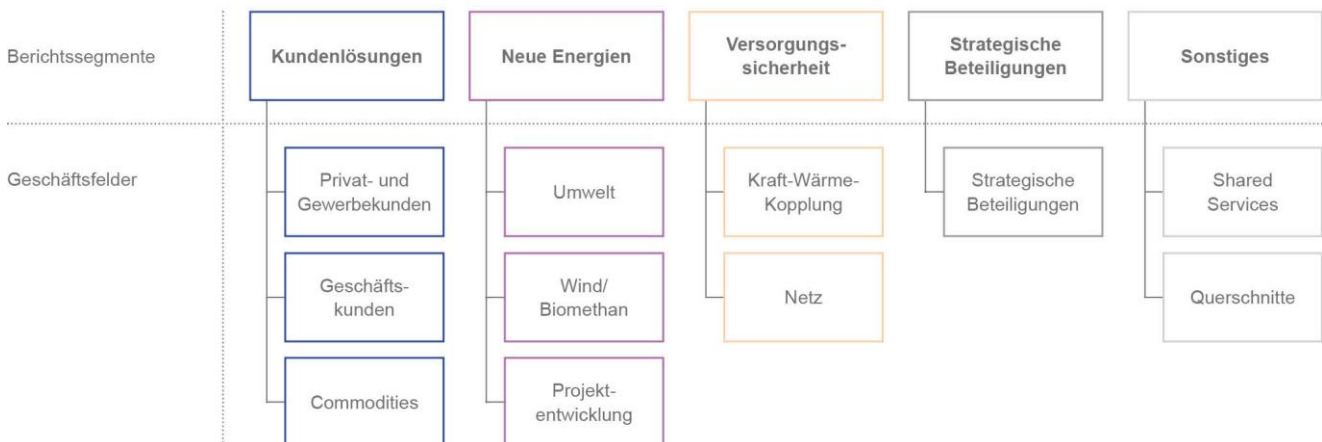 Berichtssegmente
Kundenlösungen
Neue Energien
Versorgungs-
sicherheit
Strategische
Beteiligungen
Sonstiges
Geschäftsfelder
Privat- und
Gewerbekunden
Umwelt
Kraft-Wärme-
Kopplung
Strategische
Beteiligungen
Shared
Services
Geschäfts-
kunden
Wind/
Biomethan
Netz
Querschnitte
Commodities
Projekt-
entwicklung